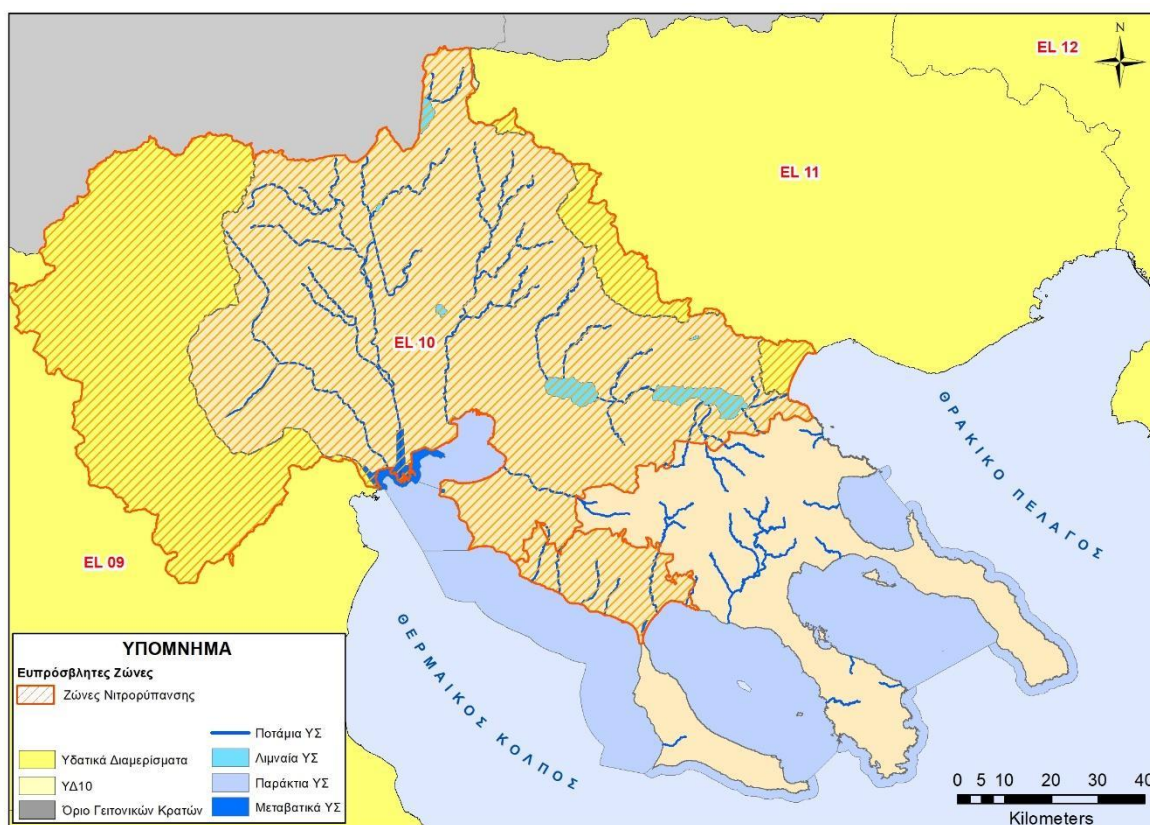 EL 12
N
EL 11
EL 10
EL 09
ΘΡΑΚΙΚΟ ΠΕΛΑΓΟΣ
ΘΕΡΜΑΙΚΟΣ ΚΟΛΠΟΣ
ΥΠΟΜΝΗΜΑ
Ευπρόσβλητες Ζώνες
Ζώνες Νιτρορύπανσης
Υδατικά Διαμερίσματα
ΥΔ10
Όριο Γειτονικών Κρατών
Ποτάμια ΥΣ
Λιμναία ΥΣ
Παράκτια ΥΣ
Μεταβατικά ΥΣ
0 5 10 20 30 40
Kilometers